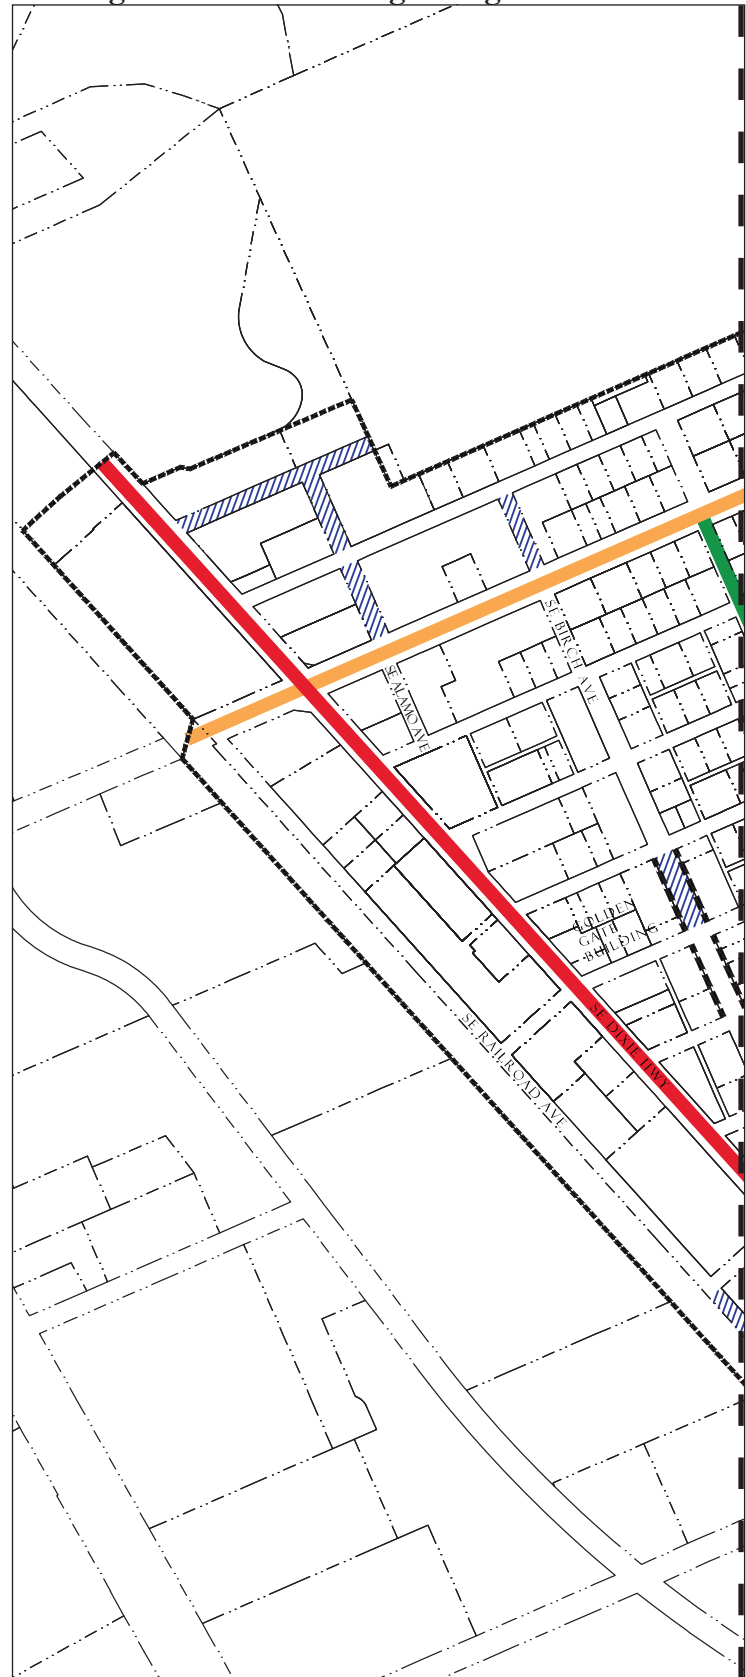 SE BIRCH AVE
SE ALAMO AVE
GOLDEN
GATE
BUILDING
SE DIXIE HWY
SE RAILROAD AVE